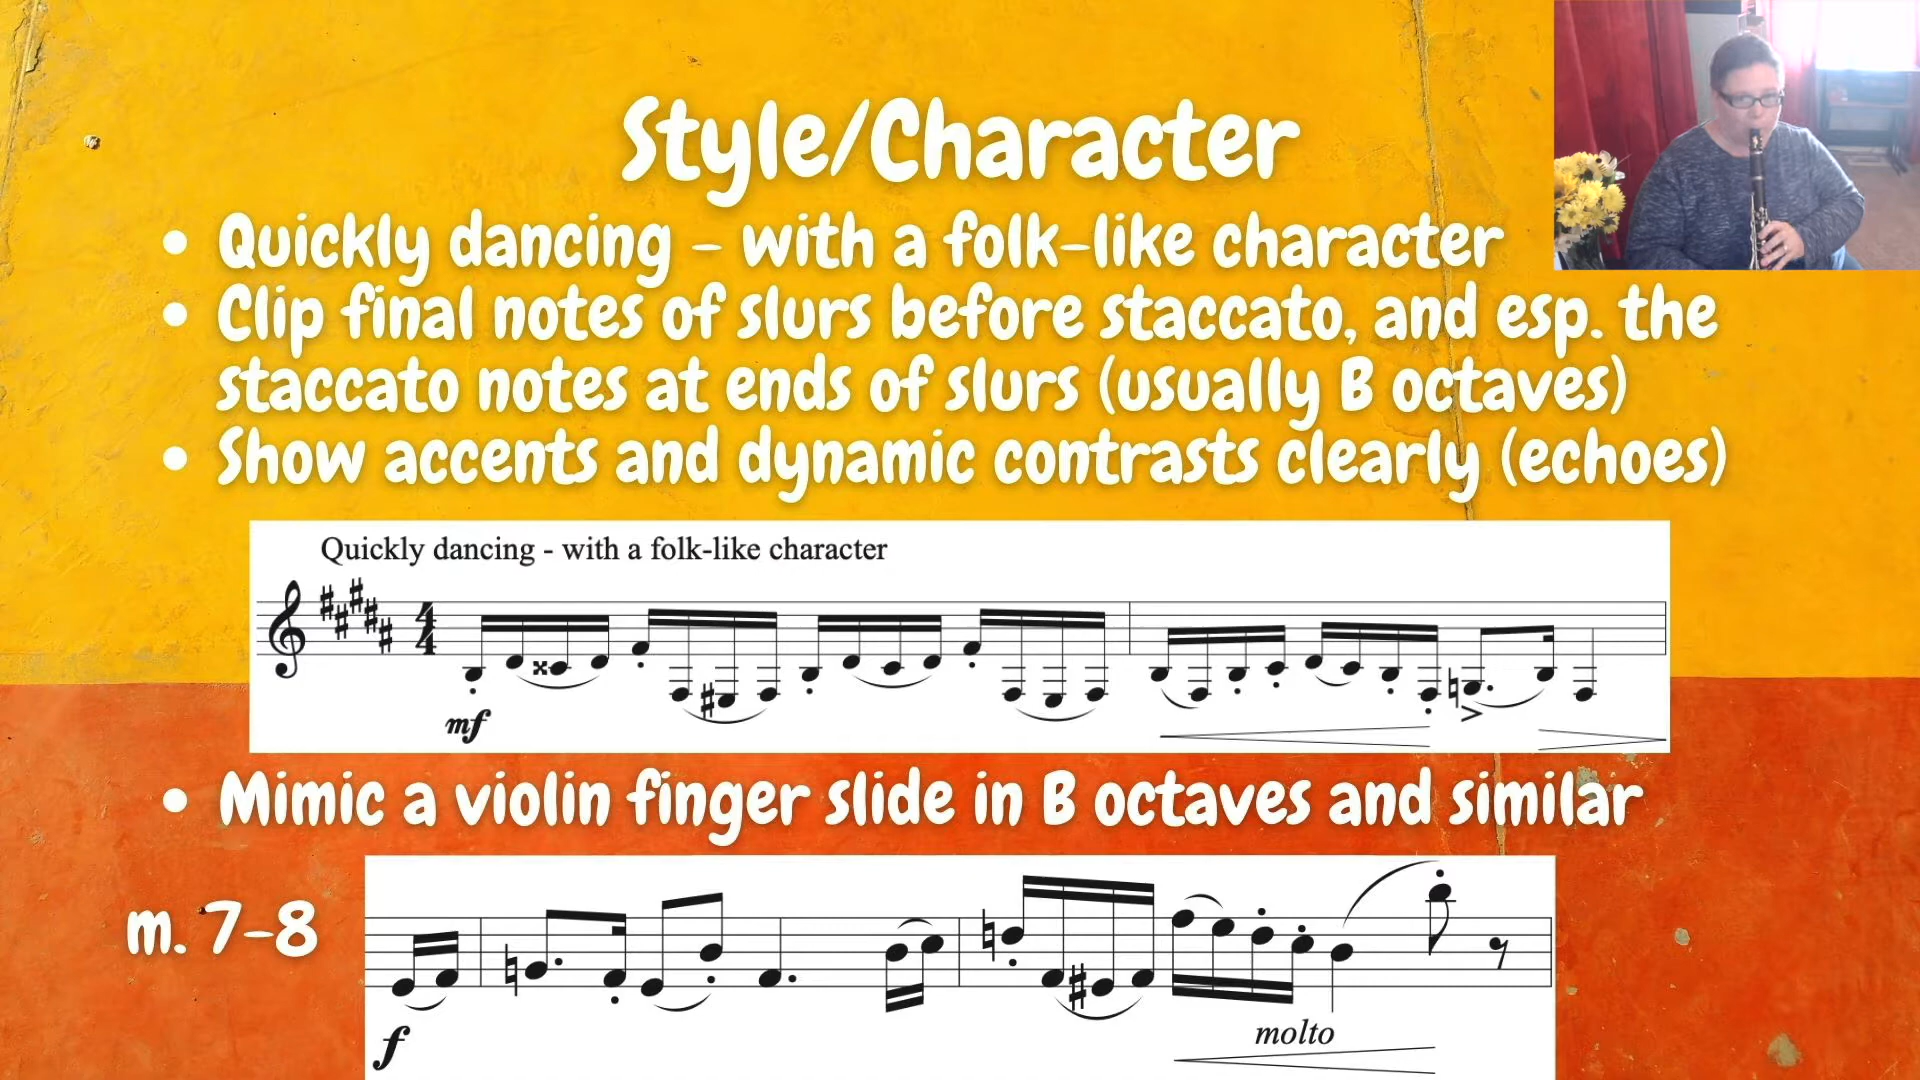 Style/Character
• Quickly dancing - with a folk-like character
• Clip final notes of slurs before staccato, and esp. the
staccato notes at ends of slurs (usually B octaves)
• Show accents and dynamic contrasts clearly (echoes)
Quickly dancing - with a folk-like character
4
4
mf
• Mimic a violin finger slide in B octaves and similar
m. 7-8
f
molto